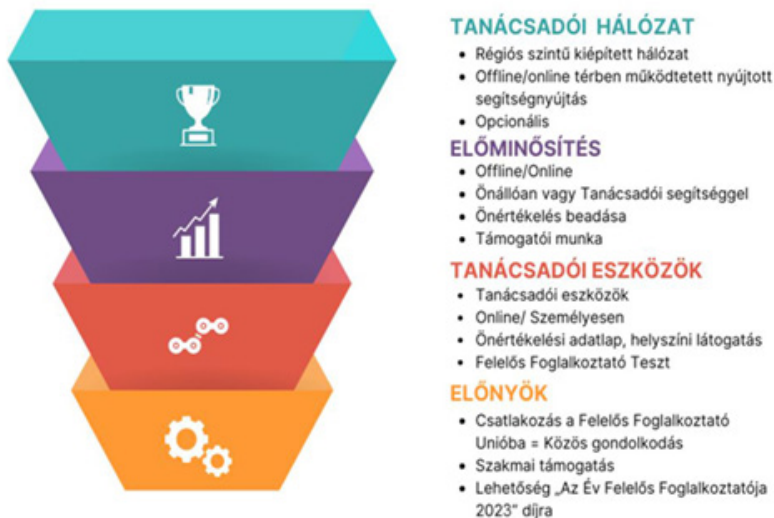 TANÁCSADÓI HÁLÓZAT
• Régiós szintű kiépített hálózat
• Offline/online térben működtetett nyújtott
segítségnyújtás
• Opcionális
ELŐMINŐSÍTÉS
• Offline/Online
• Önállóan vagy Tanácsadói segítséggel
• Önértékelés beadása
• Támogatói munka
TANÁCSADÓI ESZKÖZÖK
• Tanácsadói eszközök
• Online/ Személyesen
• Önértékelési adatlap, helyszíni látogatás
• Felelős Foglalkoztató Teszt
ELŐNYÖK
• Csatlakozás a Felelős Foglalkoztató
Unióba = Közös gondolkodás
• Szakmai támogatás
• Lehetőség „Az Év Felelős Foglalkoztatója
2023” díjra